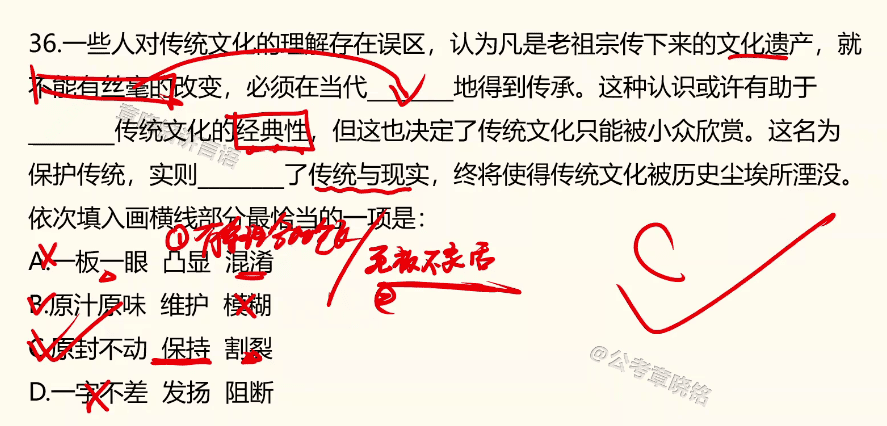 36.一些人对传统文化的理解存在误区，认为凡是老祖宗传下来的文化遗产，就
不能有丝毫的改变，必须在当代________地得到传承。这种认识或许有助于
________传统文化的经典性，但这也决定了传统文化只能被小众欣赏。这名为
保护传统，实则________了传统与现实，终将使得传统文化被历史尘埃所湮没。
依次填入画横线部分最恰当的一项是：
①
A.一板一眼 凸显 混淆
②
B.原汁原味 维护 模糊
C.原封不动 保持 割裂
D.一字不差 发扬 阻断
C
@公考章晓铭